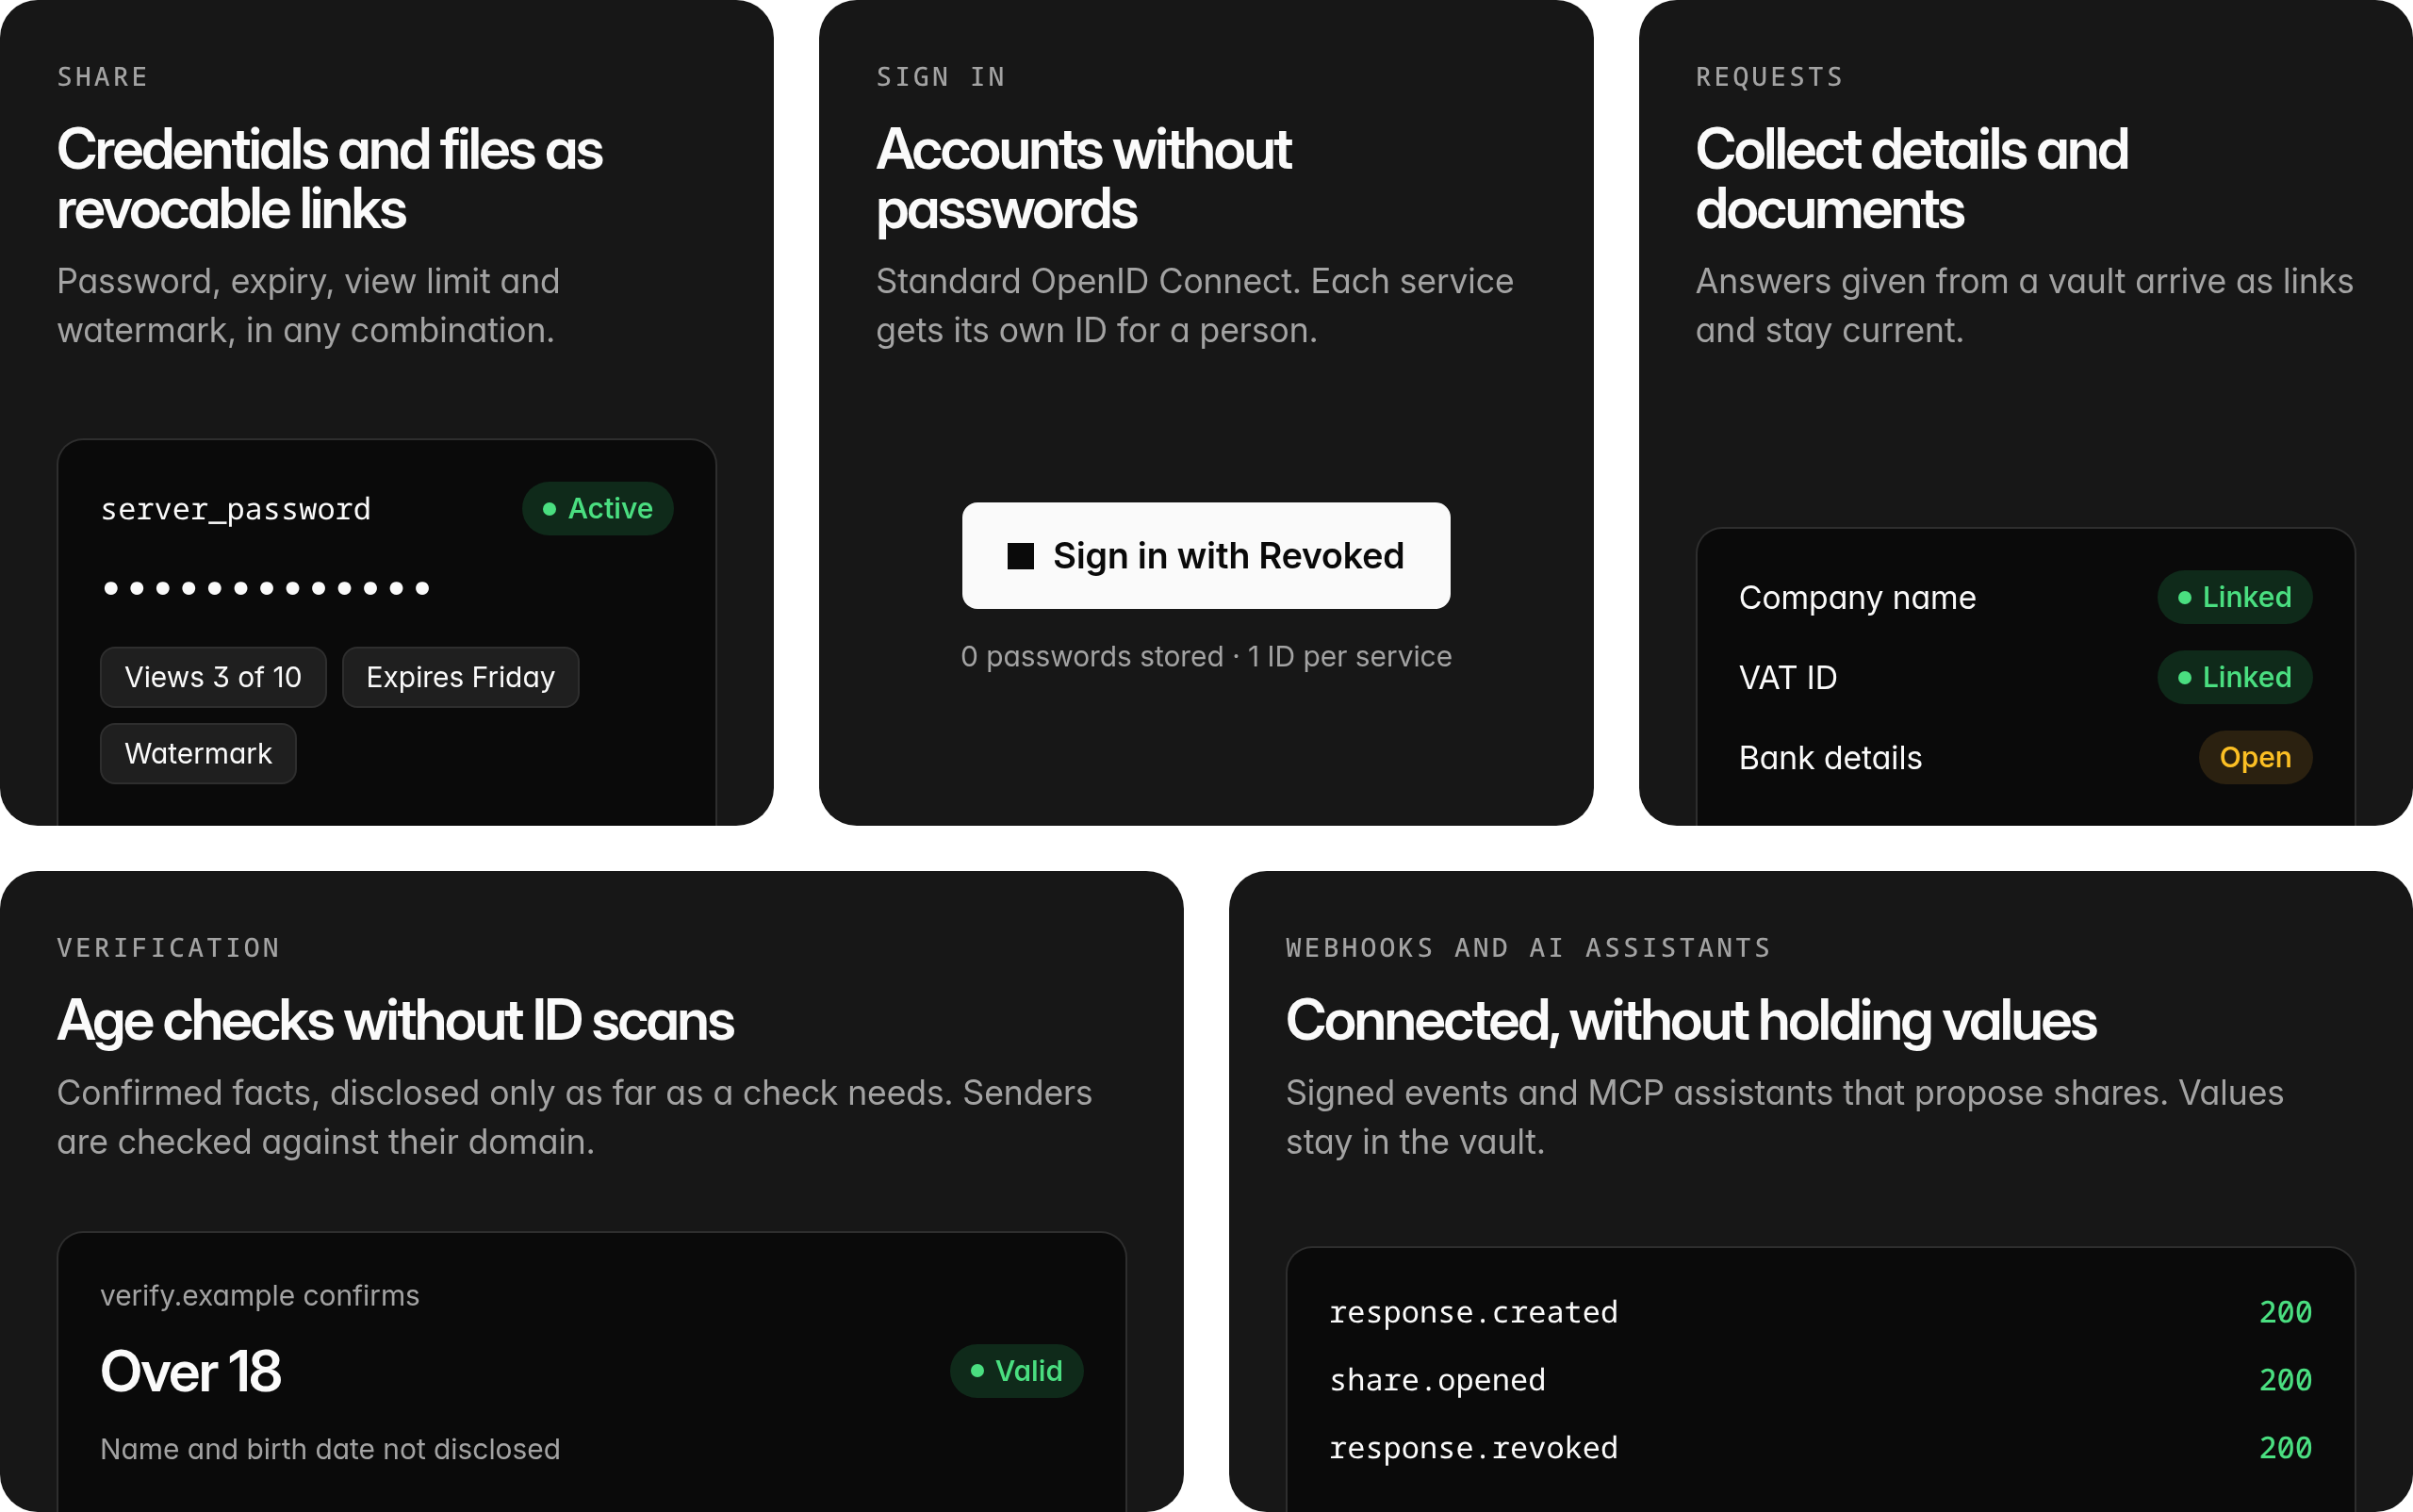 SHARE
Credentials and files as
revocable links
Password, expiry, view limit and
watermark, in any combination.
server_password
Active
•••••••••••••
Views 3 of 10
Expires Friday
Watermark
SIGN IN
Accounts without
passwords
Standard OpenID Connect. Each service
gets its own ID for a person.
Sign in with Revoked
0 passwords stored · 1 ID per service
REQUESTS
Collect details and
documents
Answers given from a vault arrive as links
and stay current.
Company name
Linked
VAT ID
Linked
Bank details
Open
VERIFICATION
Age checks without ID scans
Confirmed facts, disclosed only as far as a check needs. Senders
are checked against their domain.
verify.example confirms
Over 18
Valid
Name and birth date not disclosed
WEBHOOKS AND AI ASSISTANTS
Connected, without holding values
Signed events and MCP assistants that propose shares. Values
stay in the vault.
response.created 200
share.opened 200
response.revoked 200